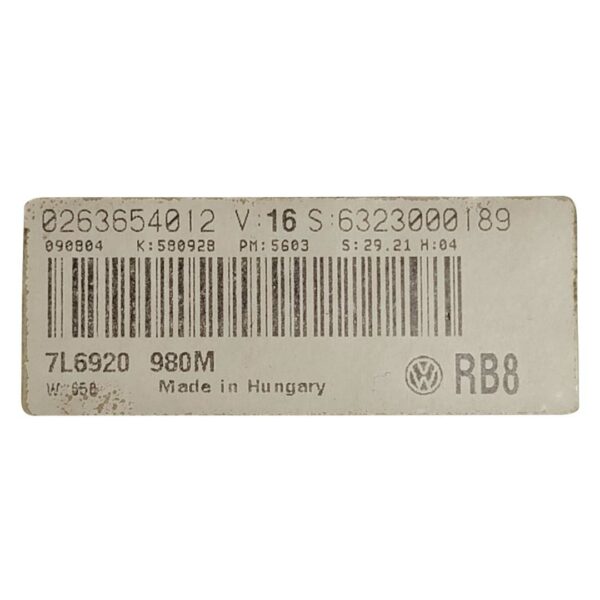 0263654012 V:16 S:6323000189
090804 K:580928 PM:5603 S:29.21 H:04
7L6920 980M RB8
Made in Hungary